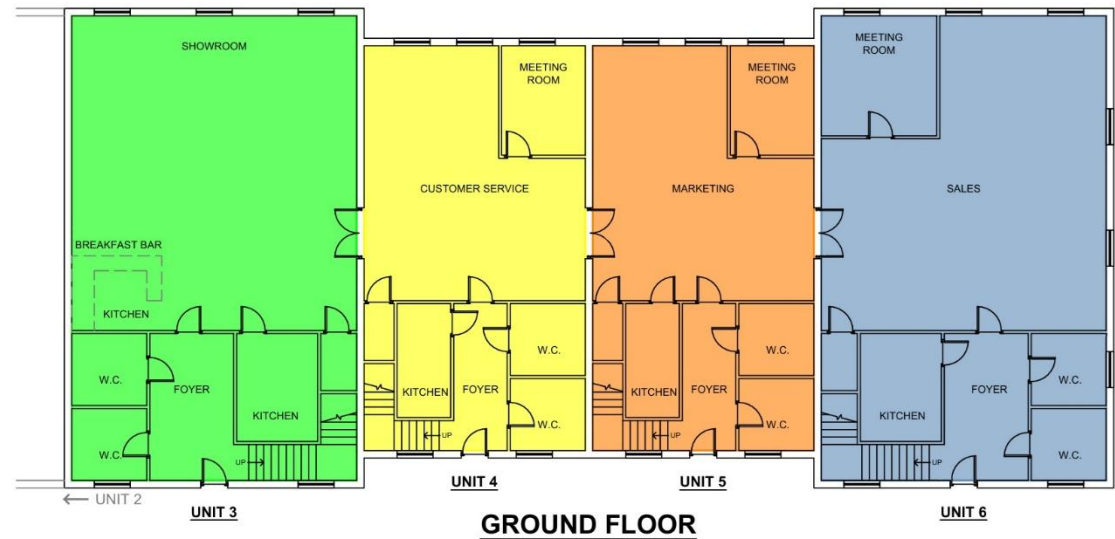 SHOWROOM
BREAKFAST BAR
KITCHEN
W.C.
W.C.
FOYER
KITCHEN
UP
MEETING
ROOM
CUSTOMER SERVICE
KITCHEN
FOYER
W.C.
W.C.
UP
MEETING
ROOM
MARKETING
KITCHEN
FOYER
W.C.
W.C.
UP
MEETING
ROOM
SALES
KITCHEN
FOYER
W.C.
W.C.
UP
UNIT 2
UNIT 3
UNIT 4
UNIT 5
UNIT 6
GROUND FLOOR